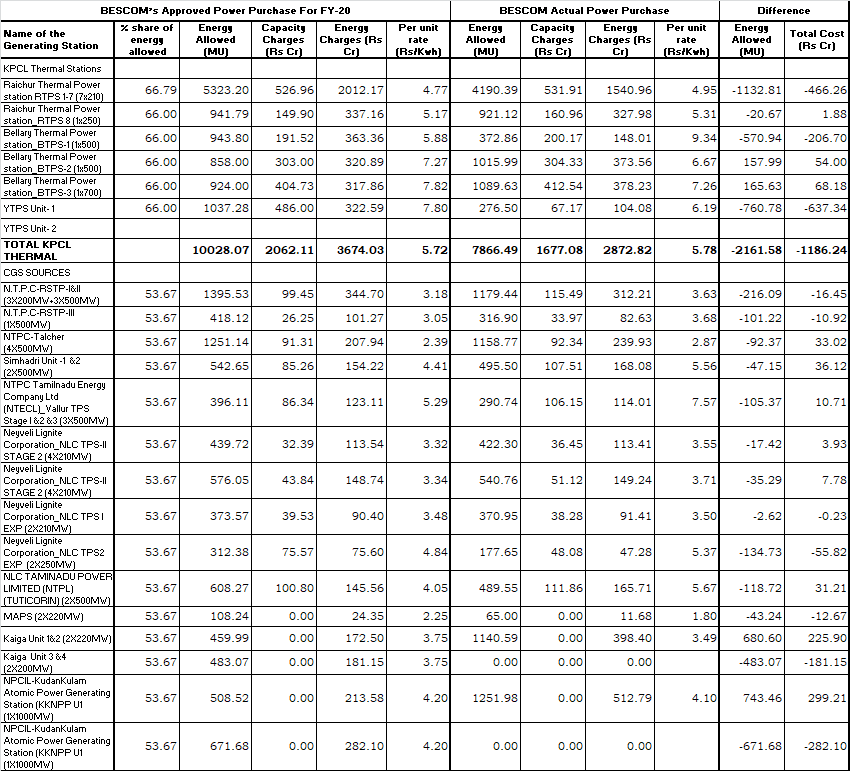 BESCOM's Approved Power Purchase For FY-20 BESCOM Actual Power Purchase Difference
Name of the Generating Station % share of energy allowed Energy Allowed (MU) Capacity Charges (Rs Cr) Energy Charges (Rs Cr) Per unit rate (Rs/Kwh) Energy Allowed (MU) Capacity Charges (Rs Cr) Energy Charges (Rs Cr) Per unit rate (Rs/Kwh) Energy Allowed (MU) Total Cost (Rs Cr)
KPCL Thermal Stations
Raichur Thermal Power station RTPS 1-7 (7x210) 66.79 5323.20 526.96 2012.17 4.77 4190.39 531.91 1540.96 4.95 -1132.81 -466.26
Raichur Thermal Power station_RTPS 8 (1x250) 66.00 941.79 149.90 337.16 5.17 921.12 160.96 327.98 5.31 -20.67 1.88
Bellary Thermal Power station_BTPS-1 (1x500) 66.00 943.80 191.52 363.36 5.88 372.86 200.17 148.01 9.34 -570.94 -206.70
Bellary Thermal Power station_BTPS-2 (1x500) 66.00 858.00 303.00 320.89 7.27 1015.99 304.33 373.56 6.67 157.99 54.00
Bellary Thermal Power station_BTPS-3 (1x700) 66.00 924.00 404.73 317.86 7.82 1089.63 412.54 378.23 7.26 165.63 68.18
YTPS Unit-1 66.00 1037.28 486.00 322.59 7.80 276.50 67.17 104.08 6.19 -760.78 -637.34
YTPS Unit- 2
TOTAL KPCL THERMAL 10028.07 2062.11 3674.03 5.72 7866.49 1677.08 2872.82 5.78 -2161.58 -1186.24
CGS SOURCES
N.T.P.C-RSTP-I&II (3X200MW+3X500MW) 53.67 1395.53 99.45 344.70 3.18 1179.44 115.49 312.21 3.63 -216.09 -16.45
N.T.P.C-RSTP-III (1X500MW) 53.67 418.12 26.25 101.27 3.05 316.90 33.97 82.63 3.68 -101.22 -10.92
NTPC-Talcher (4X500MW) 53.67 1251.14 91.31 207.94 2.39 1158.77 92.34 239.93 2.87 -92.37 33.02
Simhadri Unit -1 &2 (2X500MW) 53.67 542.65 85.26 154.22 4.41 495.50 107.51 168.08 5.56 -47.15 36.12
NTPC Tamilnadu Energy Company Ltd (NTECL)_Vallur TPS Stage I &2 &3 (3X500MW) 53.67 396.11 86.34 123.11 5.29 290.74 106.15 114.01 7.57 -105.37 10.71
Neyveli Lignite Corporation_NLC TPS-II STAGE 2 (4X210MW) 53.67 439.72 32.39 113.54 3.32 422.30 36.45 113.41 3.55 -17.42 3.93
Neyveli Lignite Corporation_NLC TPS-II STAGE 2 (4X210MW) 53.67 576.05 43.84 148.74 3.34 540.76 51.12 149.24 3.71 -35.29 7.78
Neyveli Lignite Corporation_NLC TPS I EXP (2X210MW) 53.67 373.57 39.53 90.40 3.48 370.95 38.28 91.41 3.50 -2.62 -0.23
Neyveli Lignite Corporation_NLC TPS2 EXP (2X250MW) 53.67 312.38 75.57 75.60 4.84 177.65 48.08 47.28 5.37 -134.73 -55.82
NLC TAMINADU POWER LIMITED (NTPL) (TUTICORIN) (2X500MW) 53.67 608.27 100.80 145.56 4.05 489.55 111.86 165.71 5.67 -118.72 31.21
MAPS (2X220MW) 53.67 108.24 0.00 24.35 2.25 65.00 0.00 11.68 1.80 -43.24 -12.67
Kaiga Unit 1&2 (2X220MW) 53.67 459.99 0.00 172.50 3.75 1140.59 0.00 398.40 3.49 680.60 225.90
Kaiga Unit 3 &4 (2X200MW) 53.67 483.07 0.00 181.15 3.75 0.00 0.00 0.00 -483.07 -181.15
NPCIL-KudanKulam Atomic Power Generating Station (KKNPP U1 (1X1000MW) 53.67 508.52 0.00 213.58 4.20 1251.98 0.00 512.79 4.10 743.46 299.21
NPCIL-KudanKulam Atomic Power Generating Station (KKNPP U1 (1X1000MW) 53.67 671.68 0.00 282.10 4.20 0.00 0.00 0.00 -671.68 -282.10